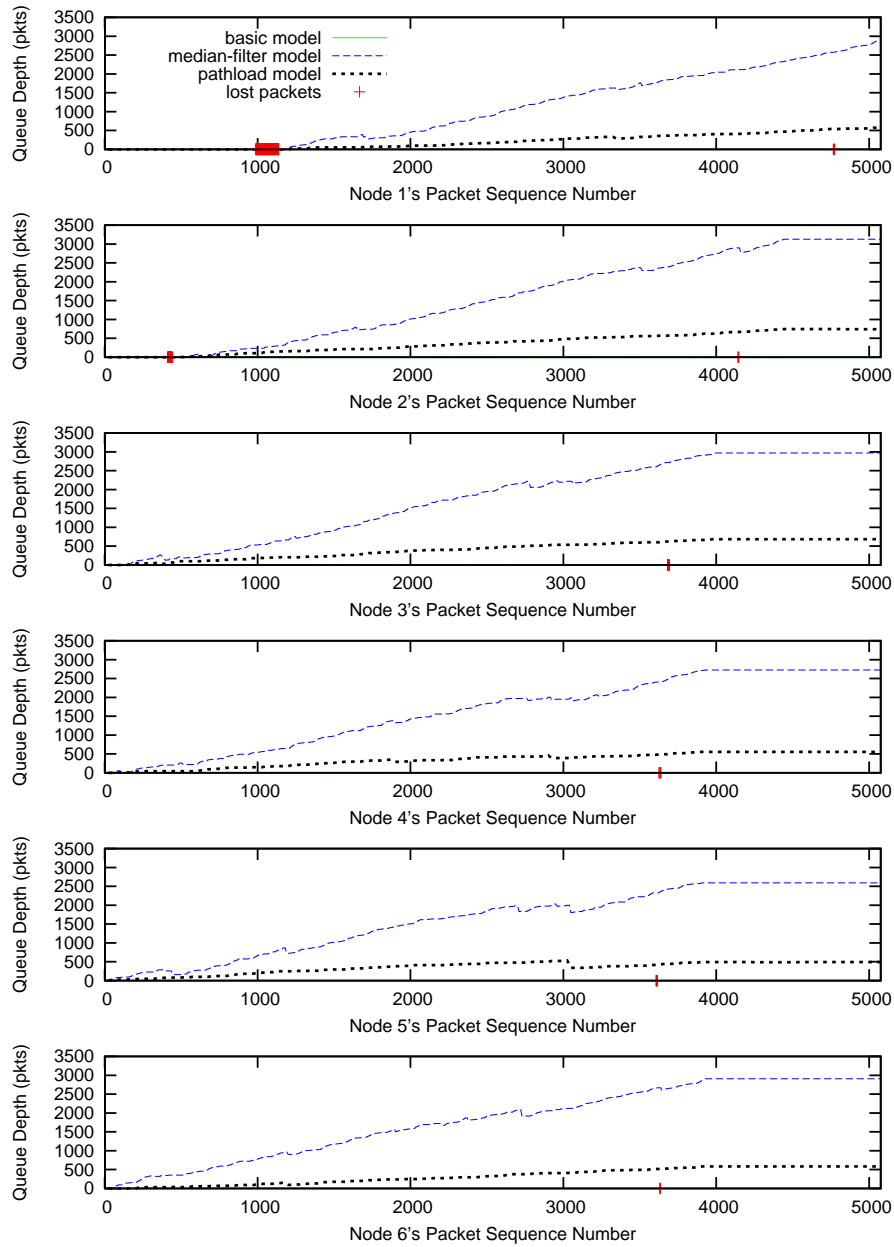 Queue Depth (pkts)
3500
3000
2500
2000
1500
1000
500
0
basic model
median-filter model
pathload model
lost packets
0 1000 2000 3000 4000 5000
Node 1's Packet Sequence Number
Queue Depth (pkts)
3500
3000
2500
2000
1500
1000
500
0
0 1000 2000 3000 4000 5000
Node 2's Packet Sequence Number
Queue Depth (pkts)
3500
3000
2500
2000
1500
1000
500
0
0 1000 2000 3000 4000 5000
Node 3's Packet Sequence Number
Queue Depth (pkts)
3500
3000
2500
2000
1500
1000
500
0
0 1000 2000 3000 4000 5000
Node 4's Packet Sequence Number
Queue Depth (pkts)
3500
3000
2500
2000
1500
1000
500
0
0 1000 2000 3000 4000 5000
Node 5's Packet Sequence Number
Queue Depth (pkts)
3500
3000
2500
2000
1500
1000
500
0
0 1000 2000 3000 4000 5000
Node 6's Packet Sequence Number